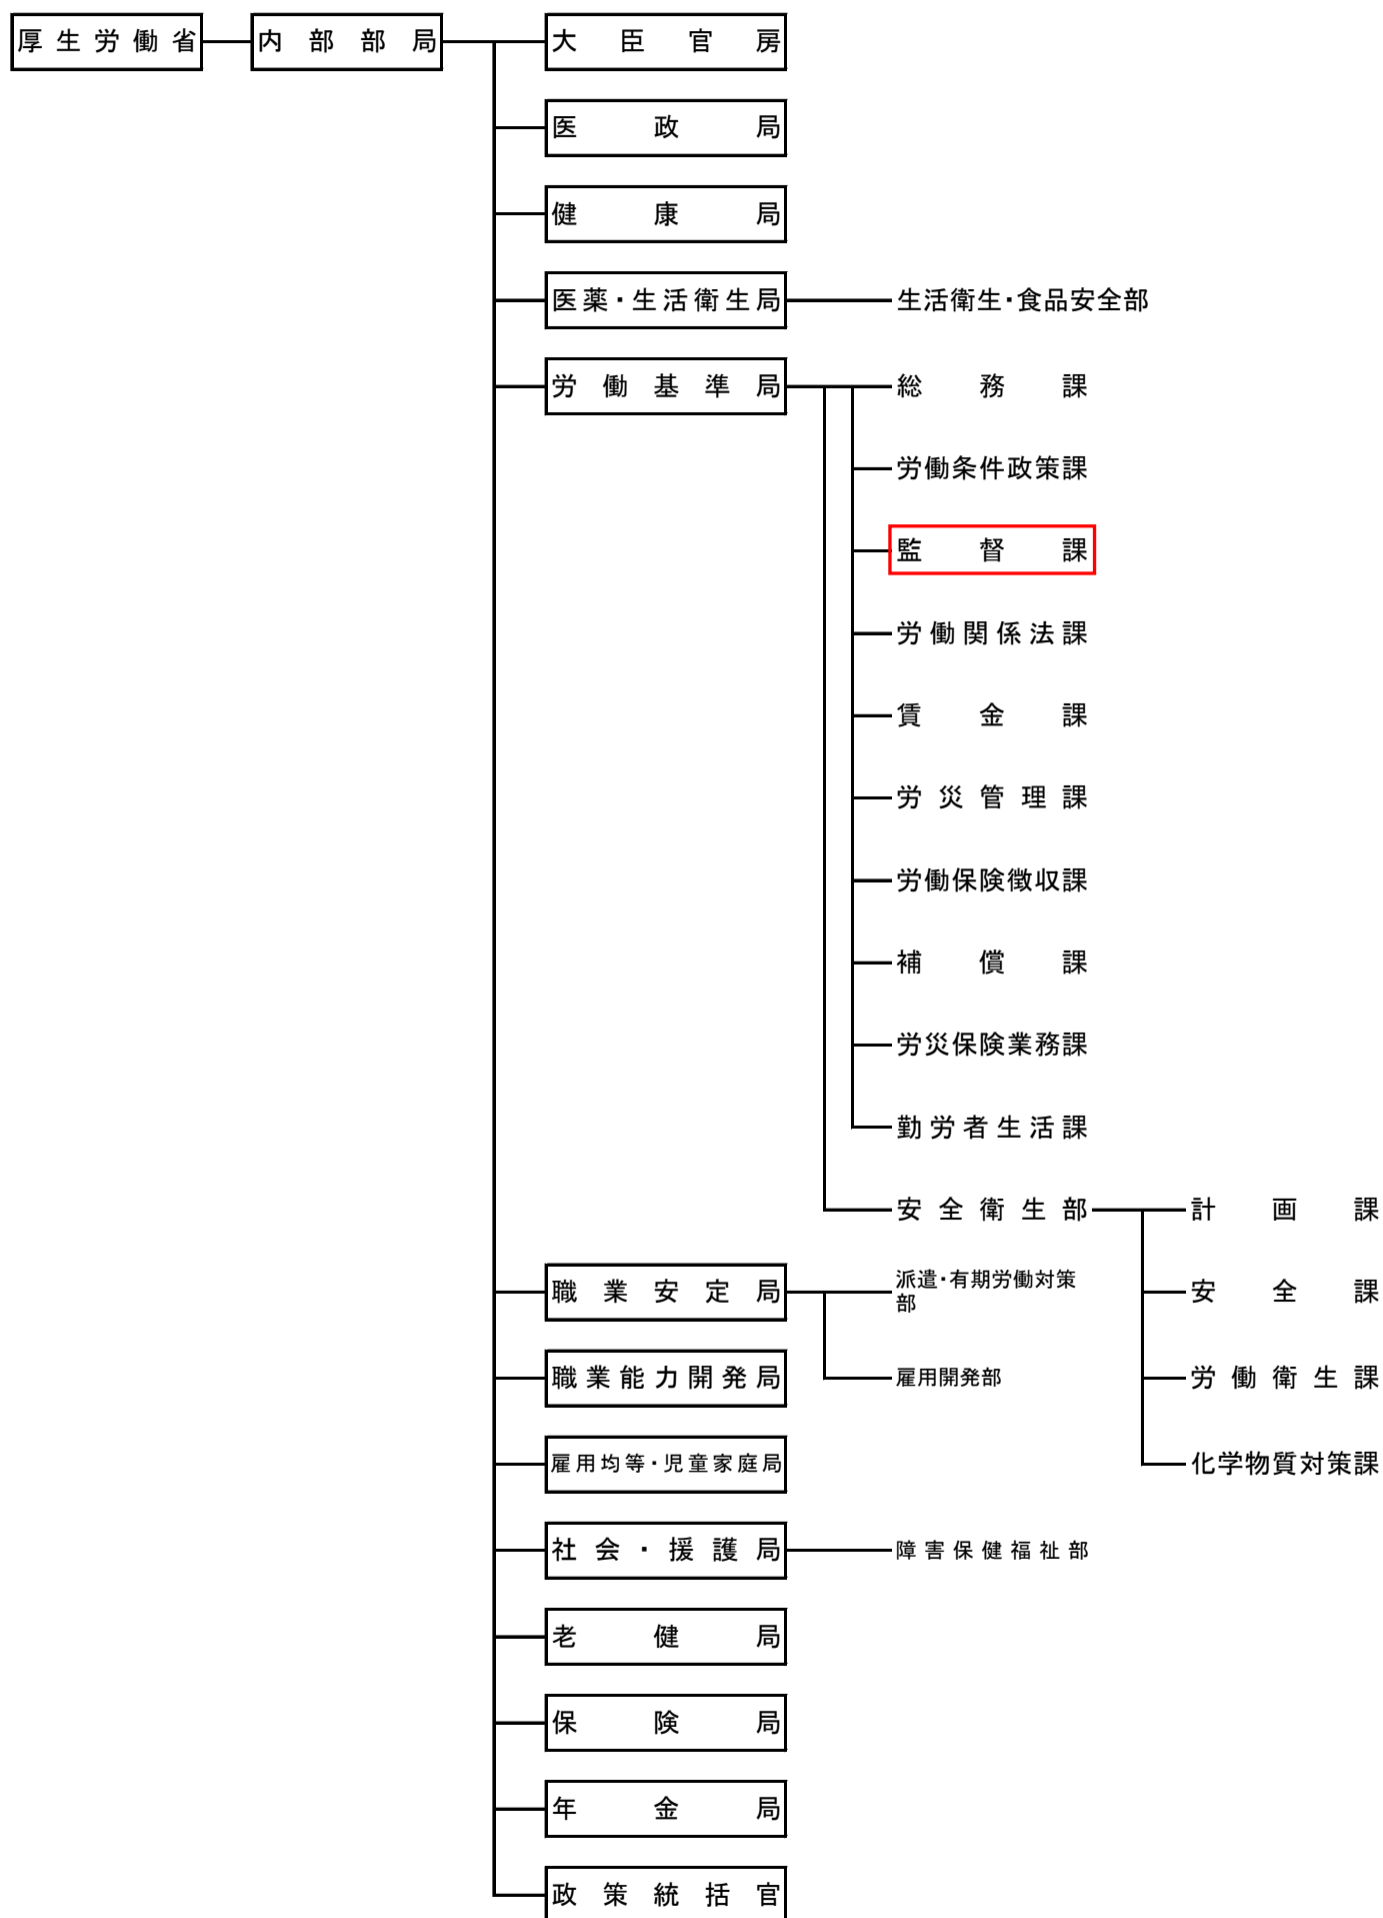 厚生労働省
内部部局
大臣官房
医政局
健康局
医薬・生活衛生局
生活衛生・食品安全部
労働基準局
総務課
労働条件政策課
監督課
労働関係法課
賃金課
労災管理課
労働保険徴収課
補償課
労災保険業務課
勤労者生活課
安全衛生部
計画課
安全課
労働衛生課
化学物質対策課
職業安定局
派遣・有期労働対策
部
雇用開発部
職業能力開発局
雇用均等・児童家庭局
社会・援護局
障害保健福祉部
老健局
保険局
年金局
政策統括官